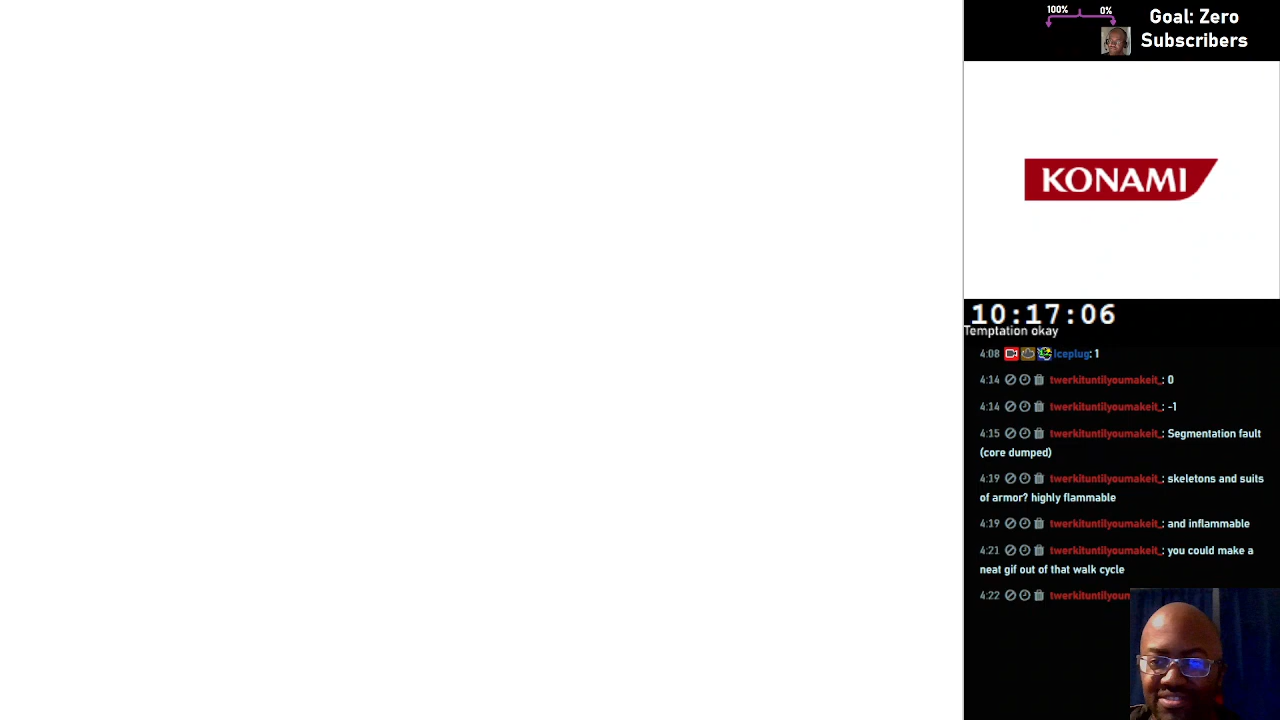 100% 0%
Goal: Zero
Subscribers
KONAMI
10:17:06
Temptation okay
4:08 Iceplug: 1
4:14 twerkituntilyoumakeit_: 0
4:14 twerkituntilyoumakeit_: -1
4:15 twerkituntilyoumakeit_: Segmentation fault
(core dumped)
4:19 twerkituntilyoumakeit_: skeletons and suits
of armor? highly flammable
4:19 twerkituntilyoumakeit_: and inflammable
4:21 twerkituntilyoumakeit_: you could make a
neat gif out of that walk cycle
4:22 twerkituntilyoum